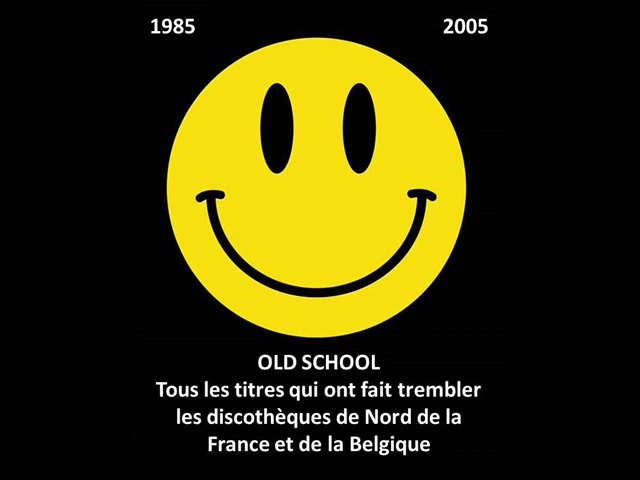 1985 2005
OLD SCHOOL
Tous les titres qui ont fait trembler
les discothèques de Nord de la
France et de la Belgique